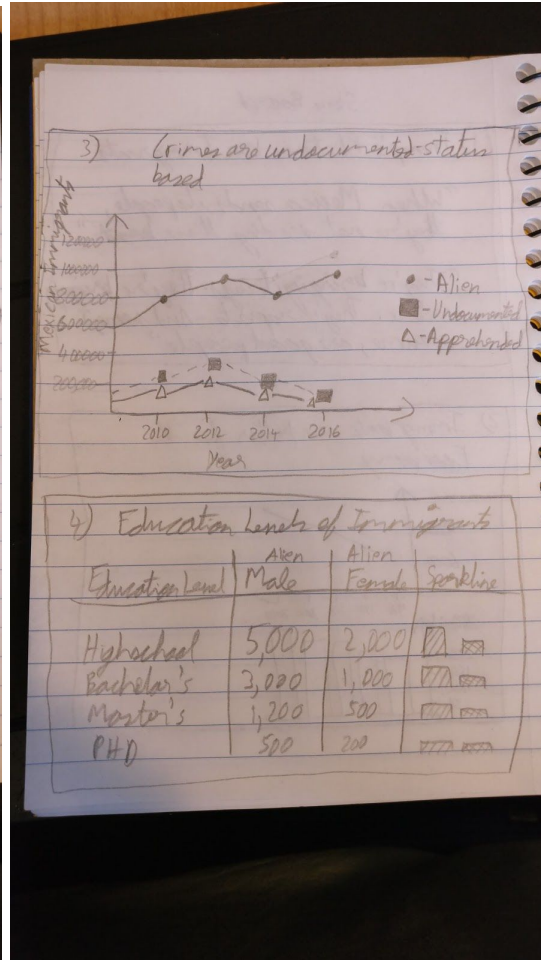 3) Crimes are undocumented-status
based
Mexican Immigrants
1000000
800000
600000
400000
200,000
- Alien
- Undocumented
- Apprehended
2010 2012 2014 2016
Year
4) Education Levels of Immigrants
Education Level Alien Male Alien Female Sparkline
Highschool 5,000 2,000
Bachelor's 3,000 1,000
Master's 1,200 500
PHD 500 200